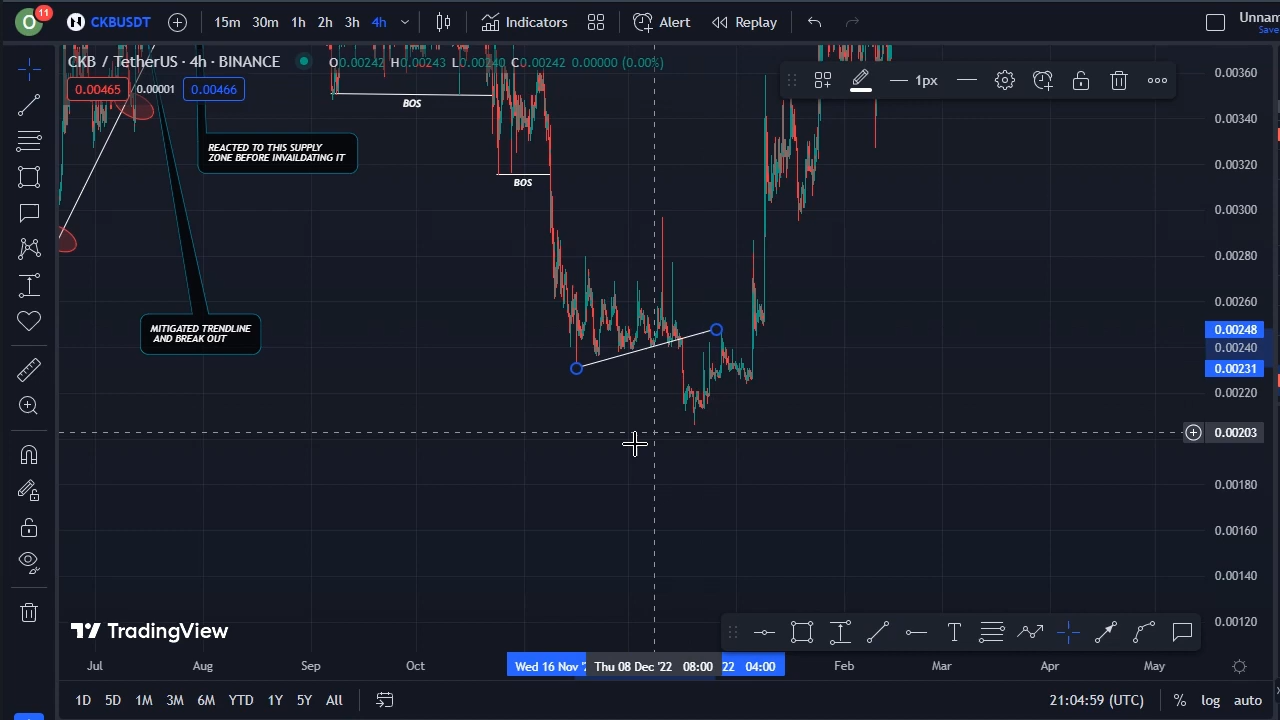 O 11 N CKBUSDT 15m 30m 1h 2h 3h 4h Indicators Alert Replay Unnam
Save
CKB / TetherUS · 4h · BINANCE O0.00242 H0.00243 L0.00240 C0.00242 0.00000 (0.00%)
0.00465 0.00001 0.00466
1px
BOS
REACTED TO THIS SUPPLY
ZONE BEFORE INVAILDATING IT
BOS
MITIGATED TRENDLINE
AND BREAK OUT
0.00360
0.00340
0.00320
0.00300
0.00280
0.00260
0.00248
0.00240
0.00231
0.00220
0.00203
0.00180
0.00160
0.00140
0.00120
TradingView
T
Jul Aug Sep Oct Wed 16 Nov '2 Thu 08 Dec '22 08:00 22 04:00 Feb Mar Apr May
1D 5D 1M 3M 6M YTD 1Y 5Y All 21:04:59 (UTC) % log auto